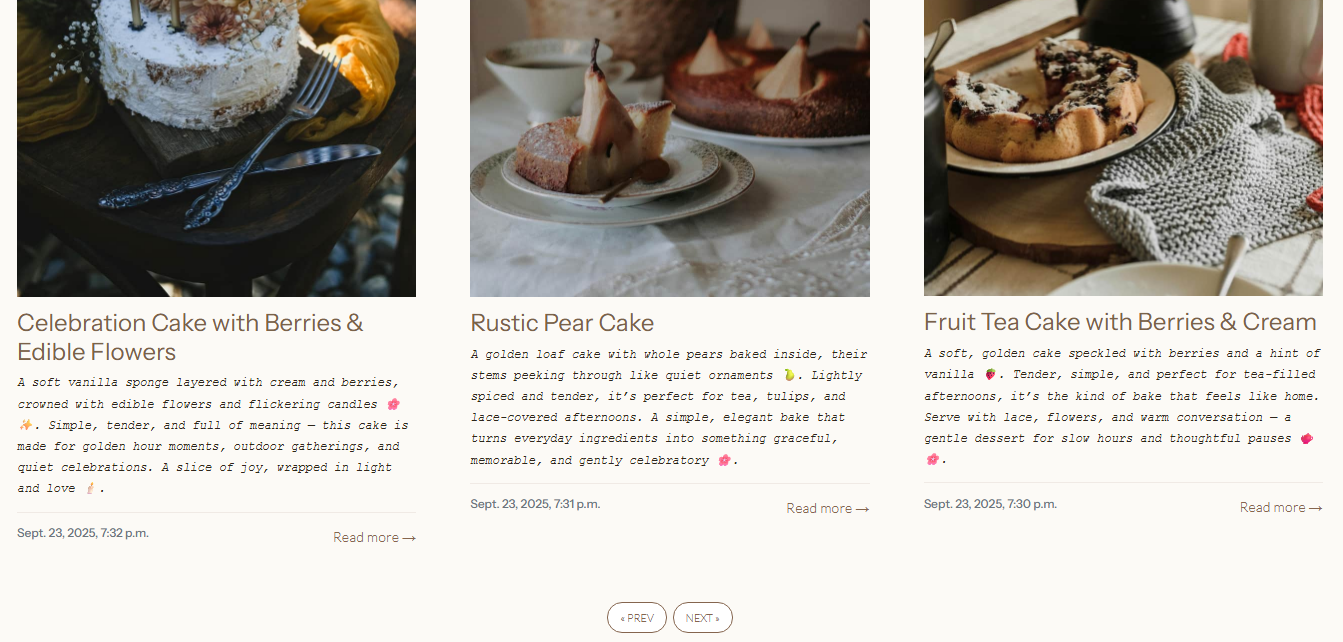 Celebration Cake with Berries &
Edible Flowers
A soft vanilla sponge layered with cream and berries,
crowned with edible flowers and flickering candles 🌸
✨. Simple, tender, and full of meaning — this cake is
made for golden hour moments, outdoor gatherings, and
quiet celebrations. A slice of joy, wrapped in light
and love 🕯️.
Sept. 23, 2025, 7:32 p.m.
Read more →
Rustic Pear Cake
A golden loaf cake with whole pears baked inside, their
stems peeking through like quiet ornaments 🍐. Lightly
spiced and tender, it’s perfect for tea, tulips, and
lace-covered afternoons. A simple, elegant bake that
turns everyday ingredients into something graceful,
memorable, and gently celebratory 🌸.
Sept. 23, 2025, 7:31 p.m.
Read more →
Fruit Tea Cake with Berries & Cream
A soft, golden cake speckled with berries and a hint of
vanilla 🍓. Tender, simple, and perfect for tea-filled
afternoons, it’s the kind of bake that feels like home.
Serve with lace, flowers, and warm conversation — a
gentle dessert for slow hours and thoughtful pauses 🫖
🌸.
Sept. 23, 2025, 7:30 p.m.
Read more →
« PREV
NEXT »